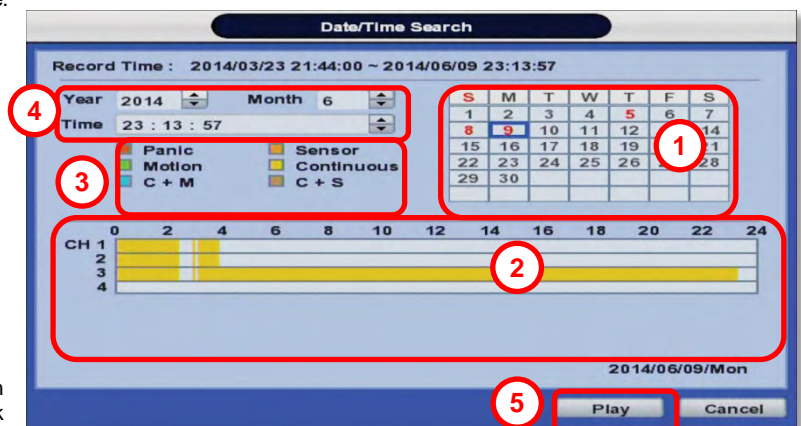 e.
Date/Time Search
Record Time : 2014/03/23 21:44:00 ~ 2014/06/09 23:13:57
4
Year 2014 Month 6
Time 23 : 13 : 57
S M T W T F S
1 2 3 4 5 6 7
8 9 10 11 12 14
15 16 17 18 19 21
22 23 24 25 26 28
29 30
1
3
Panic Sensor
Motion Continuous
C + M C + S
0 2 4 6 8 10 12 14 16 18 20 22 24
CH 1
2
3
4
2
2014/06/09/Mon
n
k
5
Play Cancel